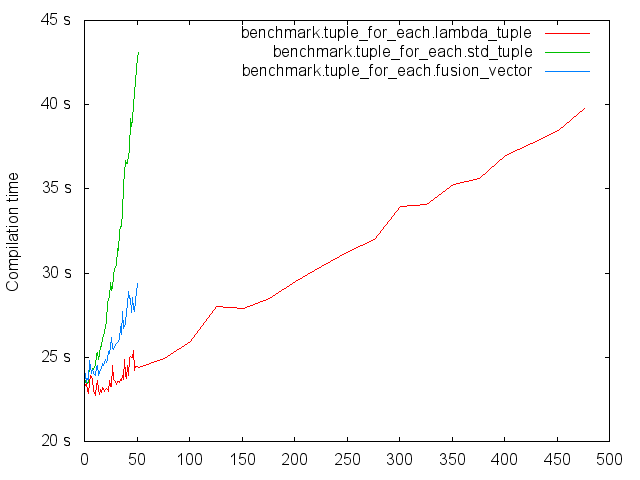 45 s
40 s
35 s
30 s
25 s
20 s
Compilation time
benchmark.tuple_for_each.lambda_tuple
benchmark.tuple_for_each.std_tuple
benchmark.tuple_for_each.fusion_vector
0 50 100 150 200 250 300 350 400 450 500